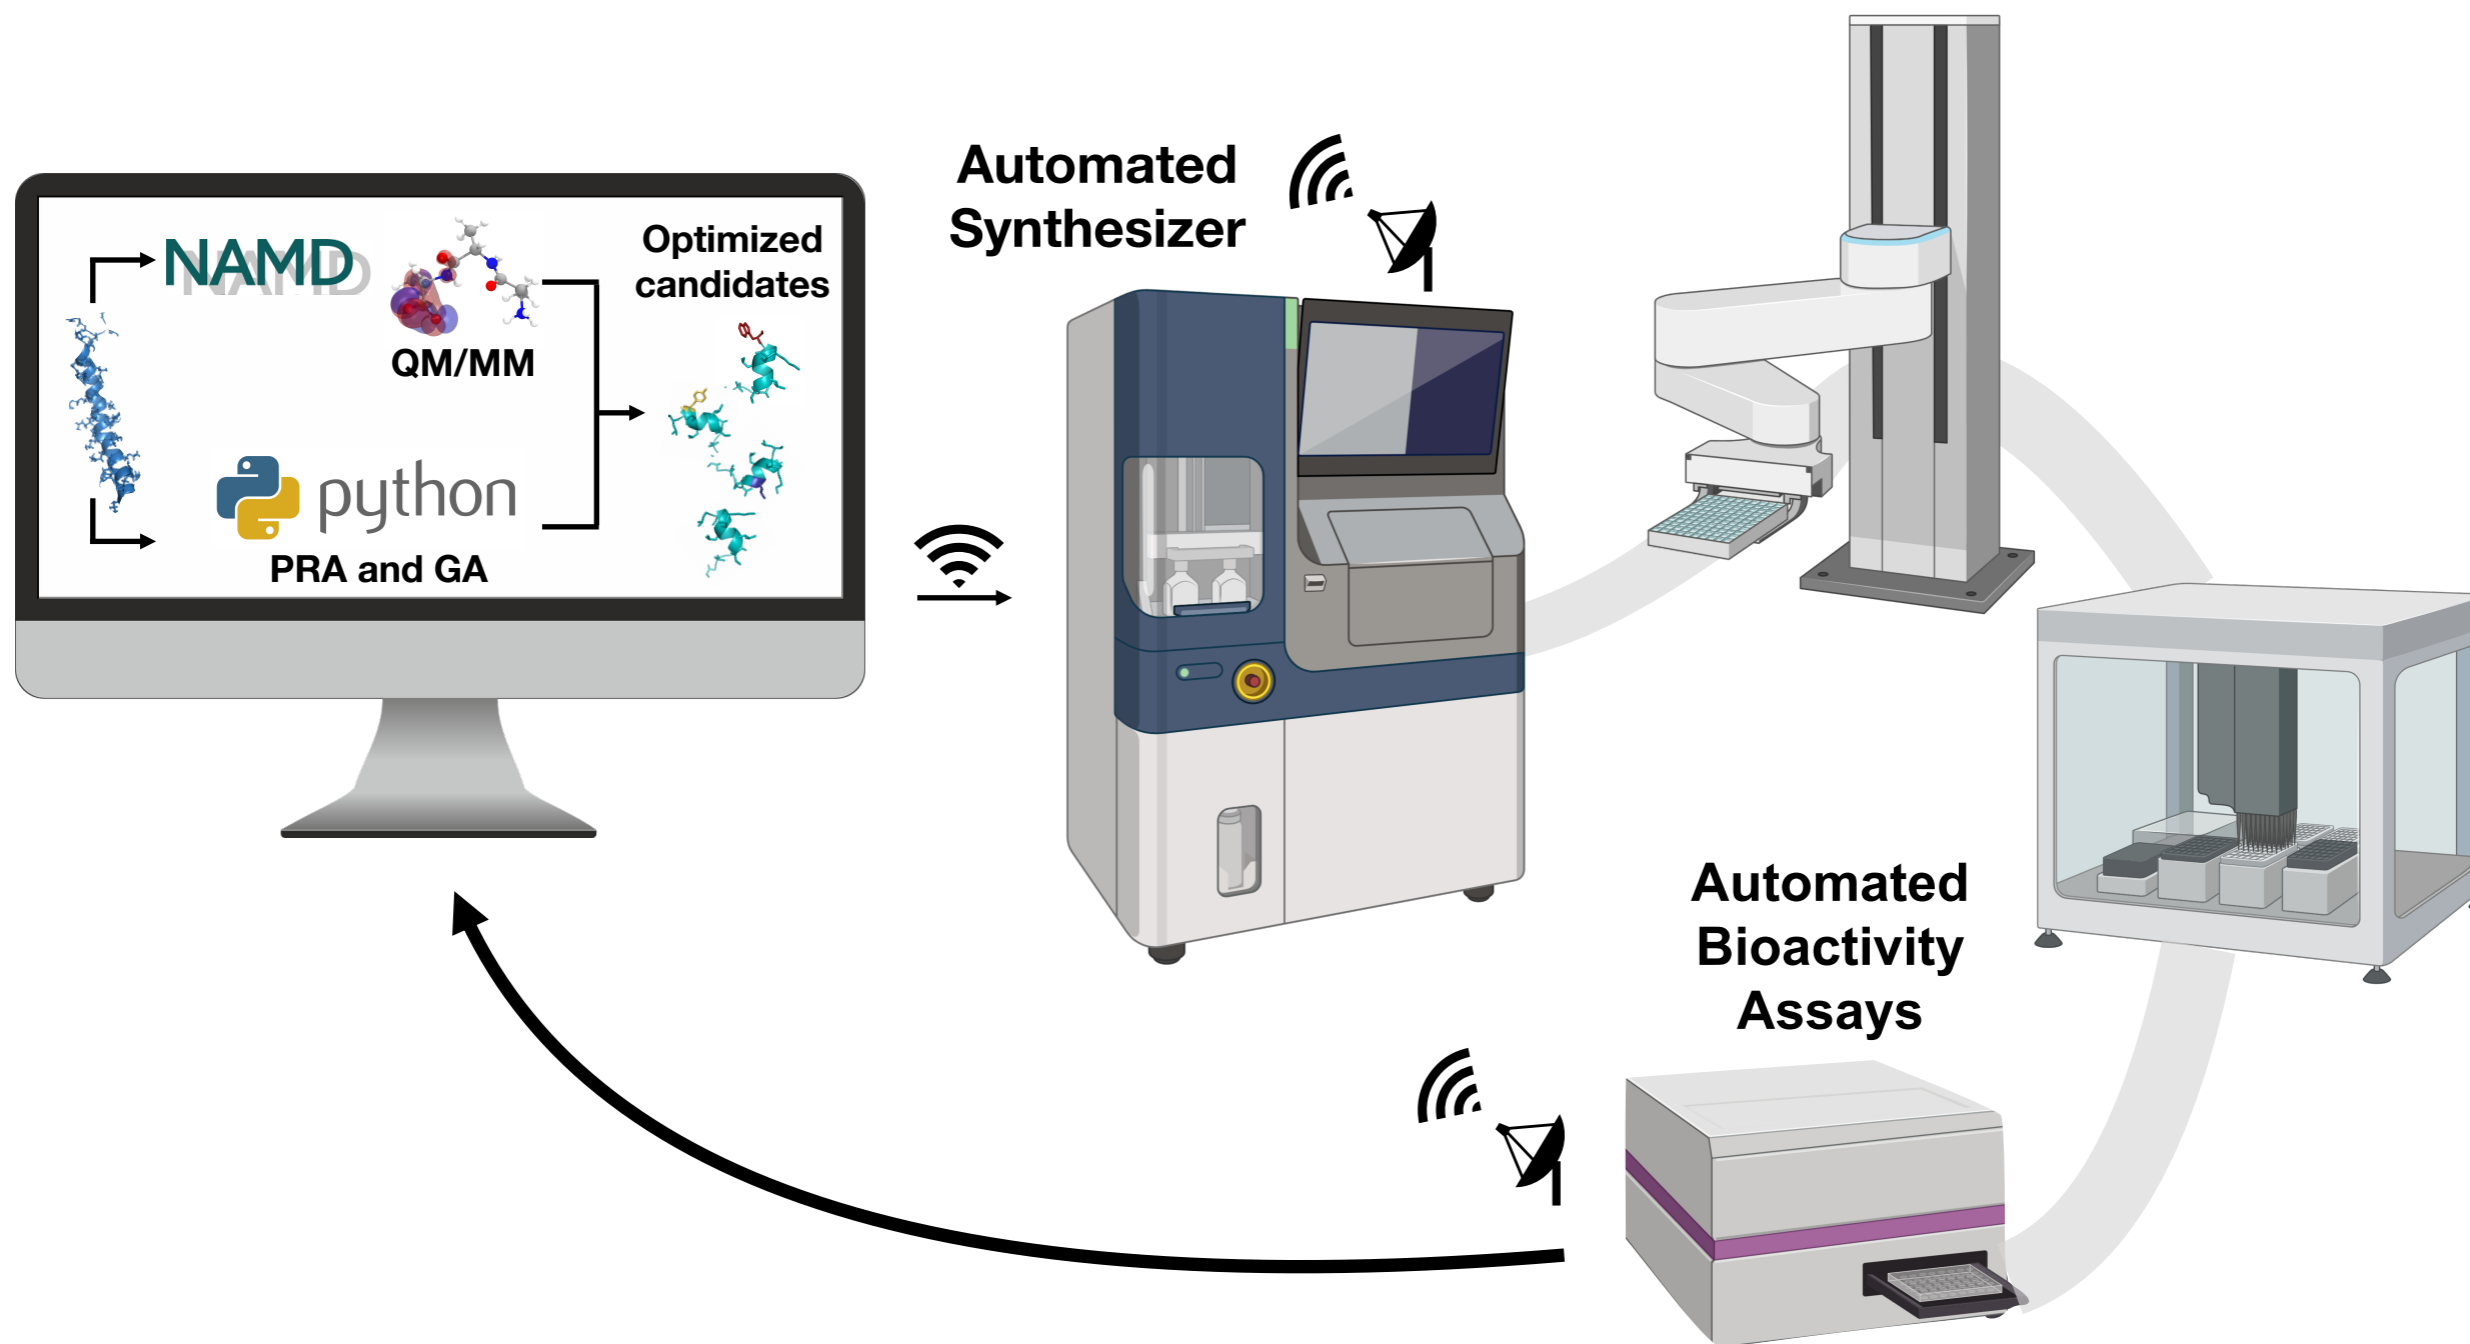 NAMD
QM/MM
python
PRA and GA
Optimized
candidates
Automated
Synthesizer
Automated
Bioactivity
Assays